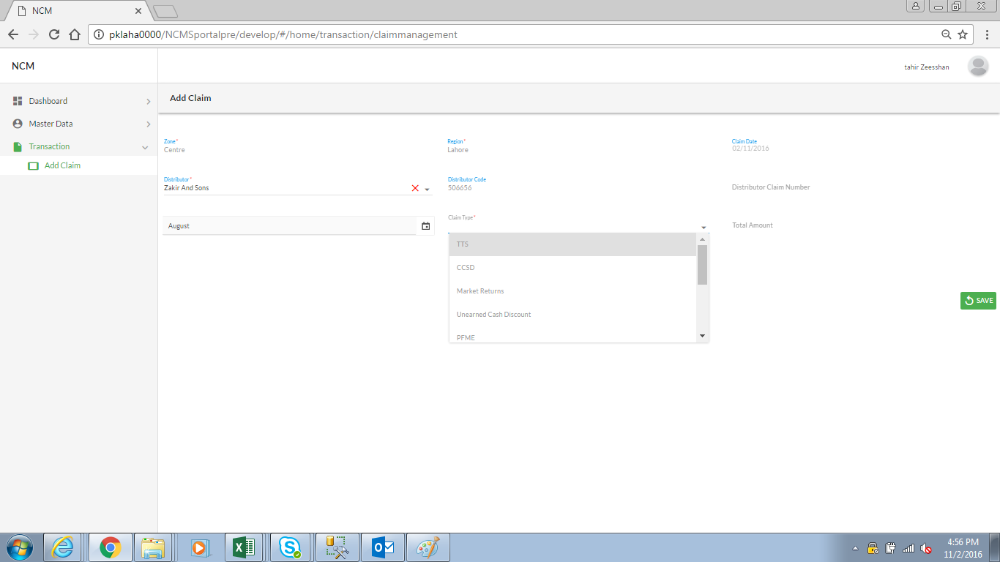 NCM
pklaha0000/NCMSportalpre/develop/#/home/transaction/claimmanagement
NCM
tahir Zeesshan
Dashboard
Master Data
Transaction
Add Claim
Add Claim
Zone*
Centre
Region*
Lahore
Claim Date
02/11/2016
Distributor*
Zakir And Sons
Distributor Code
506656
Distributor Claim Number
August
Claim Type*
Total Amount
TTS
CCSD
Market Returns
Unearned Cash Discount
PFME
SAVE
4:56 PM
11/2/2016